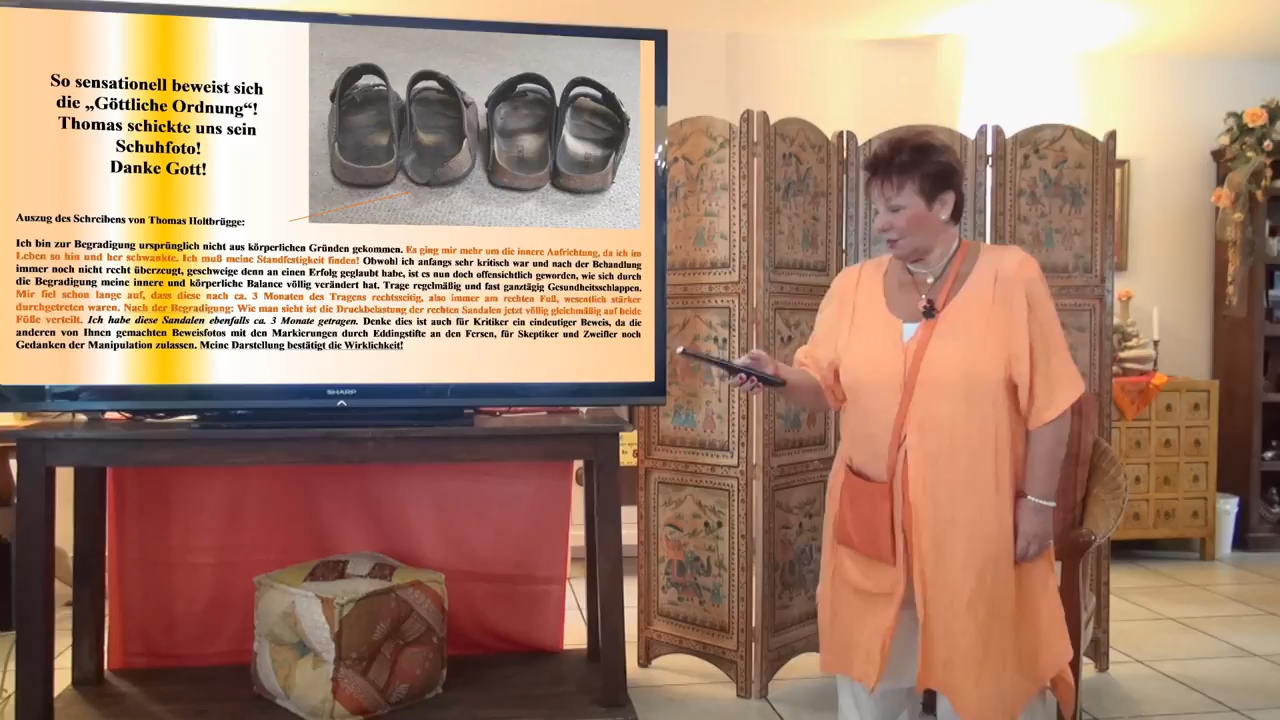 So sensationell beweist sich
die „Göttliche Ordnung“!
Thomas schickte uns sein
Schuhfoto!
Danke Gott!
Auszug des Schreibens von Thomas Holtbrügge:
Ich bin zur Begradigung ursprünglich nicht aus körperlichen Gründen gekommen. Es ging mir mehr um die innere Aufrichtung, da ich im
Leben so hin und her schwankte. Ich muß meine Standfestigkeit finden! Obwohl ich anfangs sehr kritisch war und nach der Behandlung
immer noch nicht recht überzeugt, geschweige denn an einen Erfolg geglaubt habe, ist es nun doch offensichtlich geworden, wie sich durch
die Begradigung meine innere und körperliche Balance völlig verändert hat. Trage regelmäßig und fast ganztägig Gesundheitsschlappen.
Mir fiel schon lange auf, dass diese nach ca. 3 Monaten des Tragens rechtsseitig, also immer am rechten Fuß, wesentlich stärker
durchgetreten waren. Nach der Begradigung: Wie man sieht ist die Druckbelastung der rechten Sandalen jetzt völlig gleichmäßig auf beide
Füße verteilt. Ich habe diese Sandalen ebenfalls ca. 3 Monate getragen. Denke dies ist auch für Kritiker ein eindeutiger Beweis, da die
anderen von Ihnen gemachten Beweisfotos mit den Markierungen durch Eddingstifte an den Fersen, für Skeptiker und Zweifler noch
Gedanken der Manipulation zulassen. Meine Darstellung bestätigt die Wirklichkeit!
SHARP